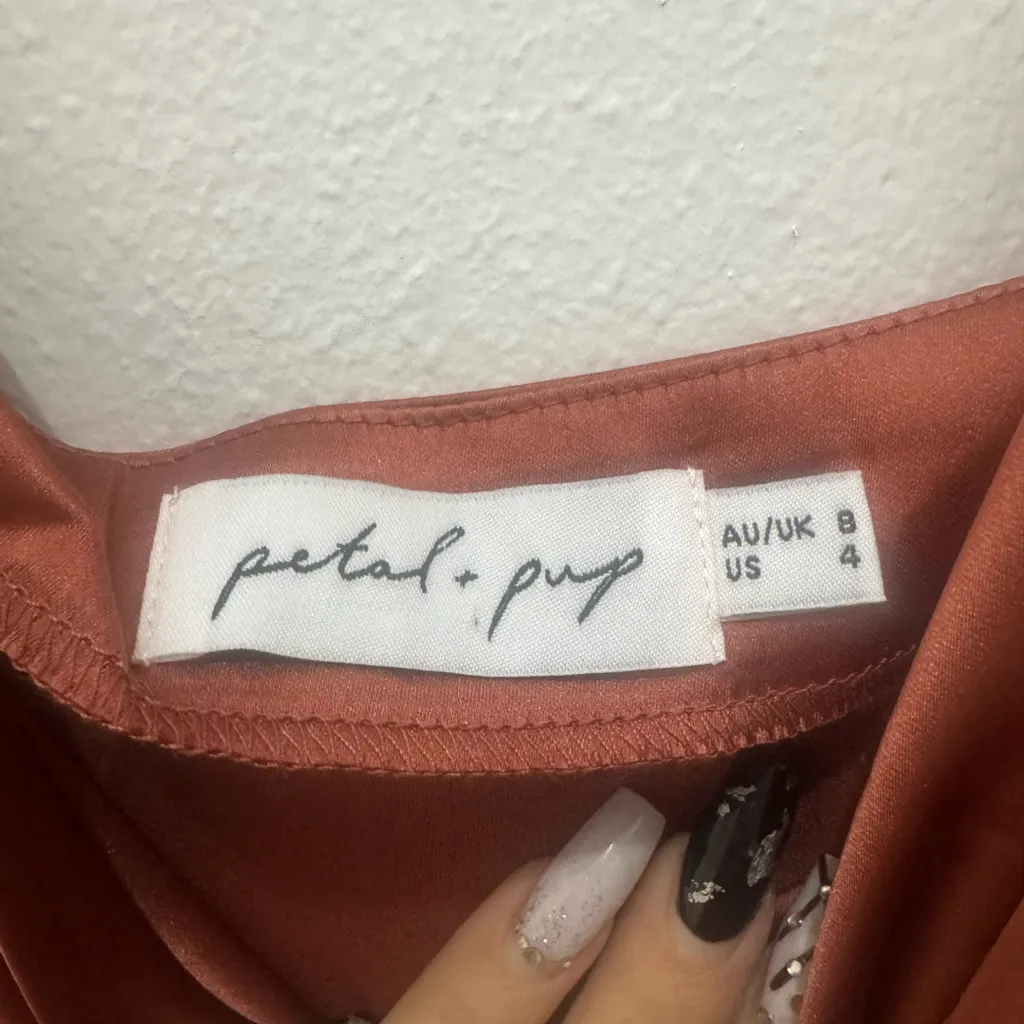 petal + pup
AU/UK 8
US 4